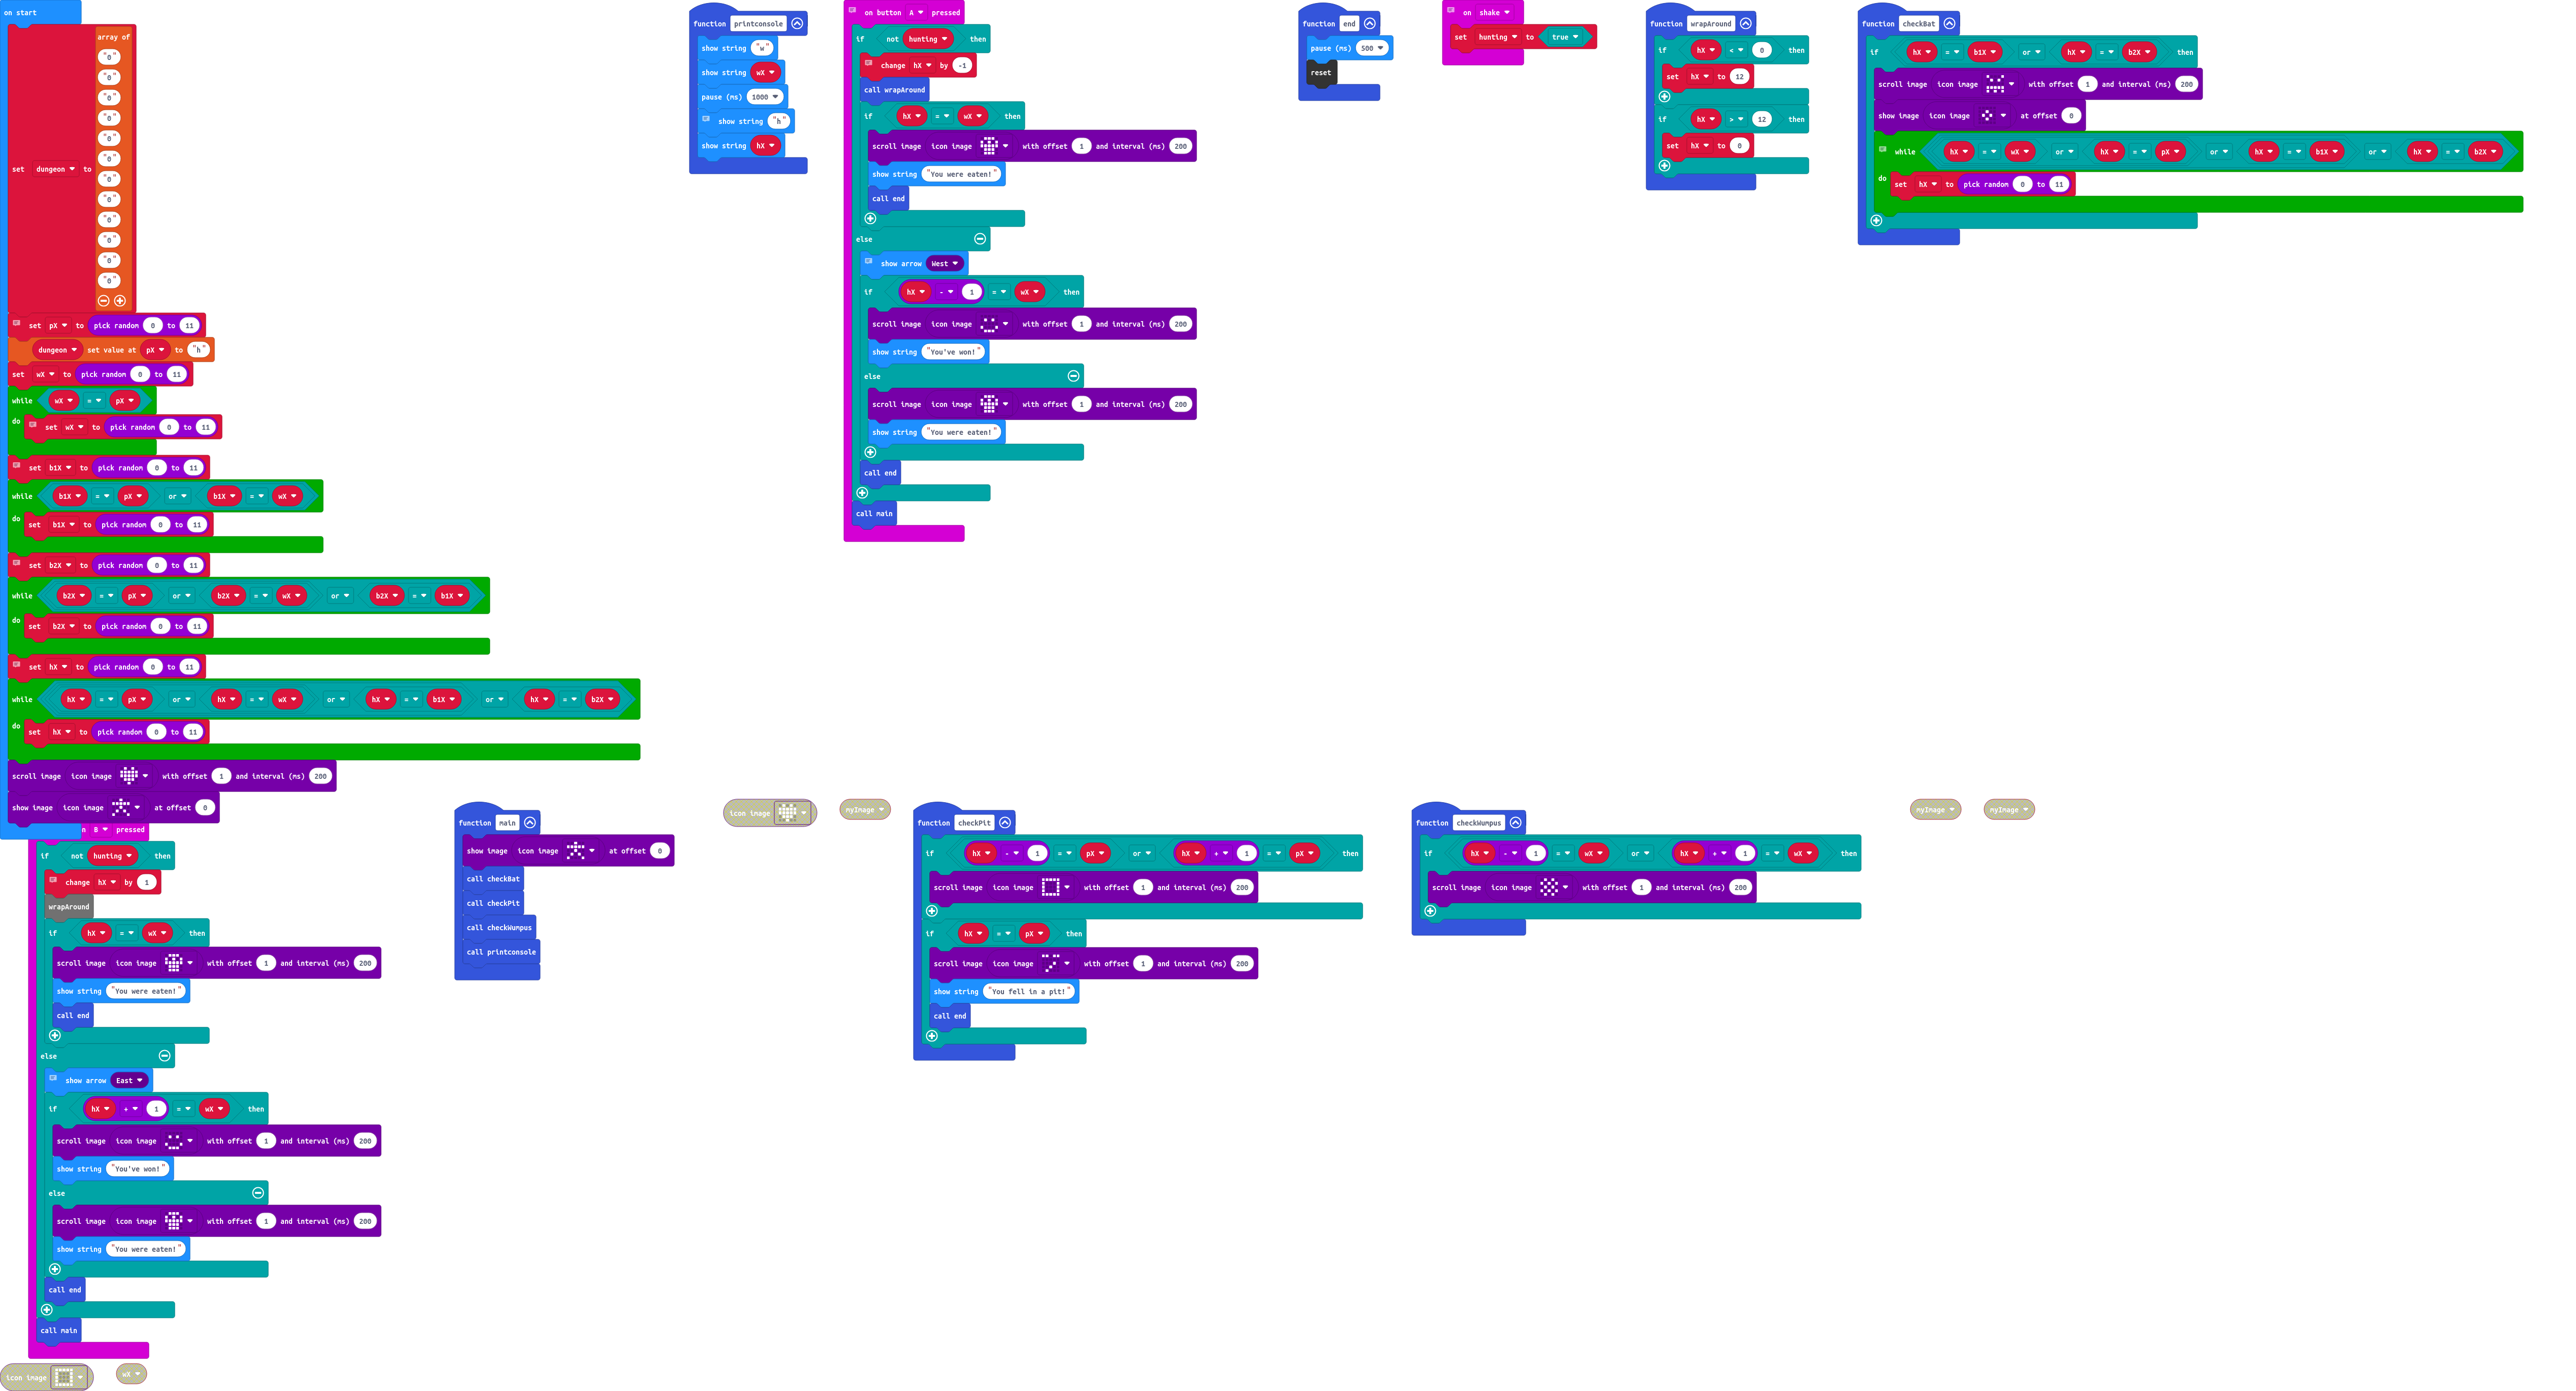 on start
array of
"0"
"0"
"0"
"0"
"0"
"0"
"0"
"0"
"0"
"0"
"0"
"0"
set dungeon to
set pX to pick random 0 to 11
dungeon set value at pX to "h"
set wX to pick random 0 to 11
while wX = pX
do set wX to pick random 0 to 11
set b1X to pick random 0 to 11
while b1X = pX or b1X = wX
do set b1X to pick random 0 to 11
set b2X to pick random 0 to 11
while b2X = pX or b2X = wX or b2X = b1X
do set b2X to pick random 0 to 11
set hX to pick random 0 to 11
while hX = pX or hX = wX or hX = b1X or hX = b2X
do set hX to pick random 0 to 11
scroll image icon image with offset 1 and interval (ms) 200
show image icon image at offset 0
function printconsole
show string "w"
show string wX
pause (ms) 1000
show string "h"
show string hX
on button A pressed
if not hunting then
change hX by -1
call wrapAround
if hX = wX then
scroll image icon image with offset 1 and interval (ms) 200
show string "You were eaten!"
call end
else
show arrow West
if hX - 1 = wX then
scroll image icon image with offset 1 and interval (ms) 200
show string "You've won!"
else
scroll image icon image with offset 1 and interval (ms) 200
show string "You were eaten!"
call end
call main
function end
pause (ms) 500
reset
on shake
set hunting to true
function wrapAround
if hX < 0 then
set hX to 12
if hX > 12 then
set hX to 0
function checkBat
if hX = b1X or hX = b2X then
scroll image icon image with offset 1 and interval (ms) 200
show image icon image at offset 0
while hX = wX or hX = pX or hX = b1X or hX = b2X
do set hX to pick random 0 to 11
n B pressed
if not hunting then
change hX by 1
wrapAround
if hX = wX then
scroll image icon image with offset 1 and interval (ms) 200
show string "You were eaten!"
call end
else
show arrow East
if hX + 1 = wX then
scroll image icon image with offset 1 and interval (ms) 200
show string "You've won!"
else
scroll image icon image with offset 1 and interval (ms) 200
show string "You were eaten!"
call end
call main
function main
show image icon image at offset 0
call checkBat
call checkPit
call checkWumpus
call printconsole
icon image
myImage
function checkPit
if hX - 1 = pX or hX + 1 = pX then
scroll image icon image with offset 1 and interval (ms) 200
if hX = pX then
scroll image icon image with offset 1 and interval (ms) 200
show string "You fell in a pit!"
call end
function checkWumpus
if hX - 1 = wX or hX + 1 = wX then
scroll image icon image with offset 1 and interval (ms) 200
myImage
myImage
icon image
wX